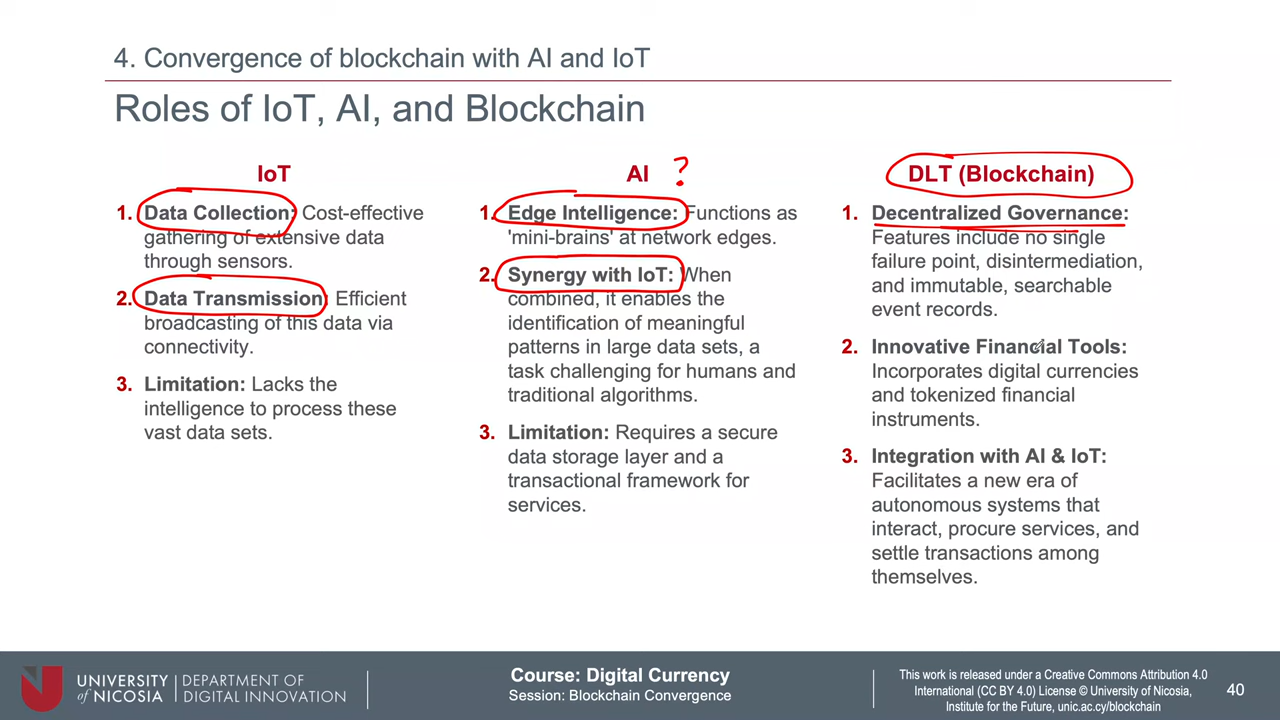 4. Convergence of blockchain with AI and IoT
Roles of IoT, AI, and Blockchain
IoT
1. Data Collection: Cost-effective
gathering of extensive data
through sensors.
2. Data Transmission: Efficient
broadcasting of this data via
connectivity.
3. Limitation: Lacks the
intelligence to process these
vast data sets.
AI ?
1. Edge Intelligence: Functions as
'mini-brains' at network edges.
2. Synergy with IoT: When
combined, it enables the
identification of meaningful
patterns in large data sets, a
task challenging for humans and
traditional algorithms.
3. Limitation: Requires a secure
data storage layer and a
transactional framework for
services.
DLT (Blockchain)
1. Decentralized Governance:
Features include no single
failure point, disintermediation,
and immutable, searchable
event records.
2. Innovative Financial Tools:
Incorporates digital currencies
and tokenized financial
instruments.
3. Integration with AI & IoT:
Facilitates a new era of
autonomous systems that
interact, procure services, and
settle transactions among
themselves.
UNIVERSITY
of NICOSIA
DEPARTMENT OF
DIGITAL INNOVATION
Course: Digital Currency
Session: Blockchain Convergence
This work is released under a Creative Commons Attribution 4.0
International (CC BY 4.0) License © University of Nicosia,
Institute for the Future, unic.ac.cy/blockchain
40